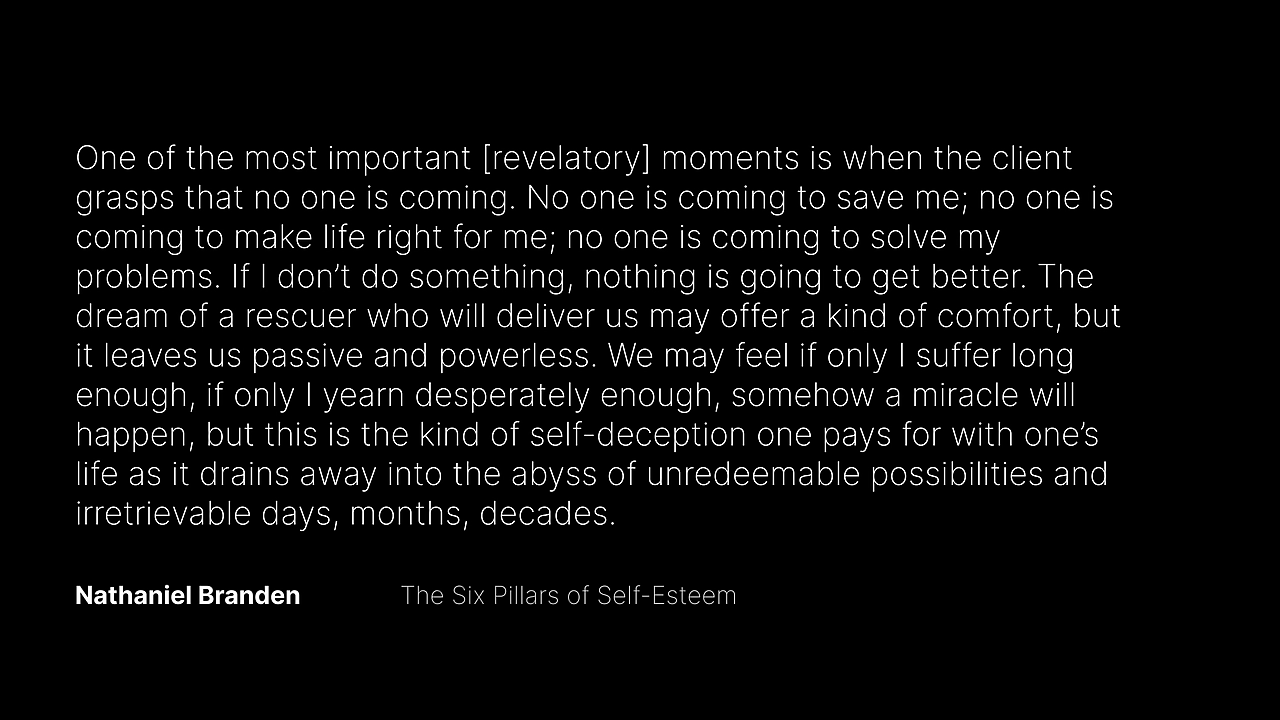 One of the most important [revelatory] moments is when the client
grasps that no one is coming. No one is coming to save me; no one is
coming to make life right for me; no one is coming to solve my
problems. If I don’t do something, nothing is going to get better. The
dream of a rescuer who will deliver us may offer a kind of comfort, but
it leaves us passive and powerless. We may feel if only I suffer long
enough, if only I yearn desperately enough, somehow a miracle will
happen, but this is the kind of self-deception one pays for with one’s
life as it drains away into the abyss of unredeemable possibilities and
irretrievable days, months, decades.
Nathaniel Branden The Six Pillars of Self-Esteem